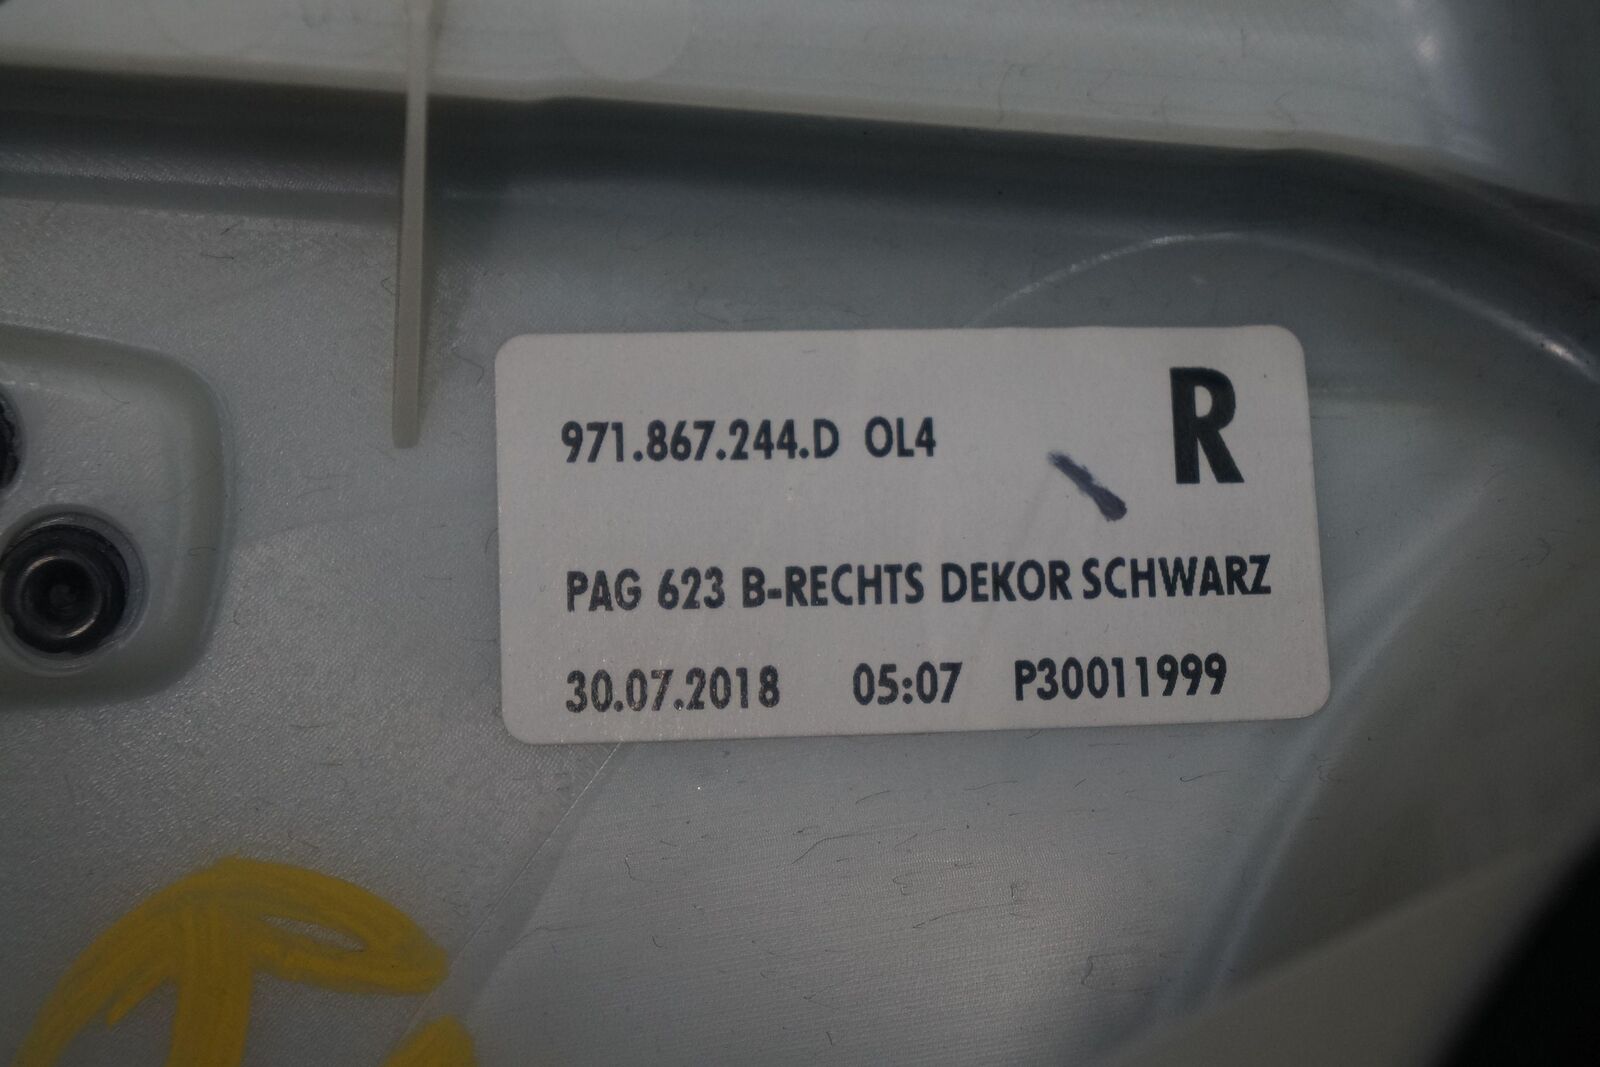 971.867.244.D OL4
R
PAG 623 B-RECHTS DEKOR SCHWARZ
30.07.2018 05:07 P30011999